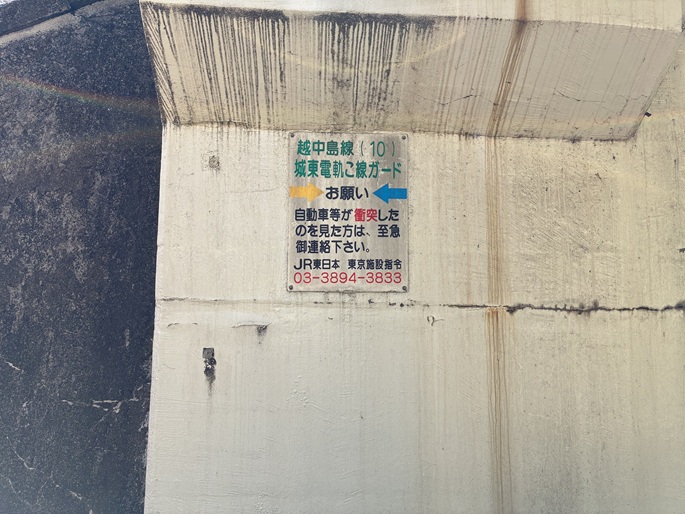 越中島線(10)
城東電軌こ線ガード
お願い
自動車等が衝突した
のを見た方は、至急
御連絡下さい。
JR東日本 東京施設指令
03-3894-3833